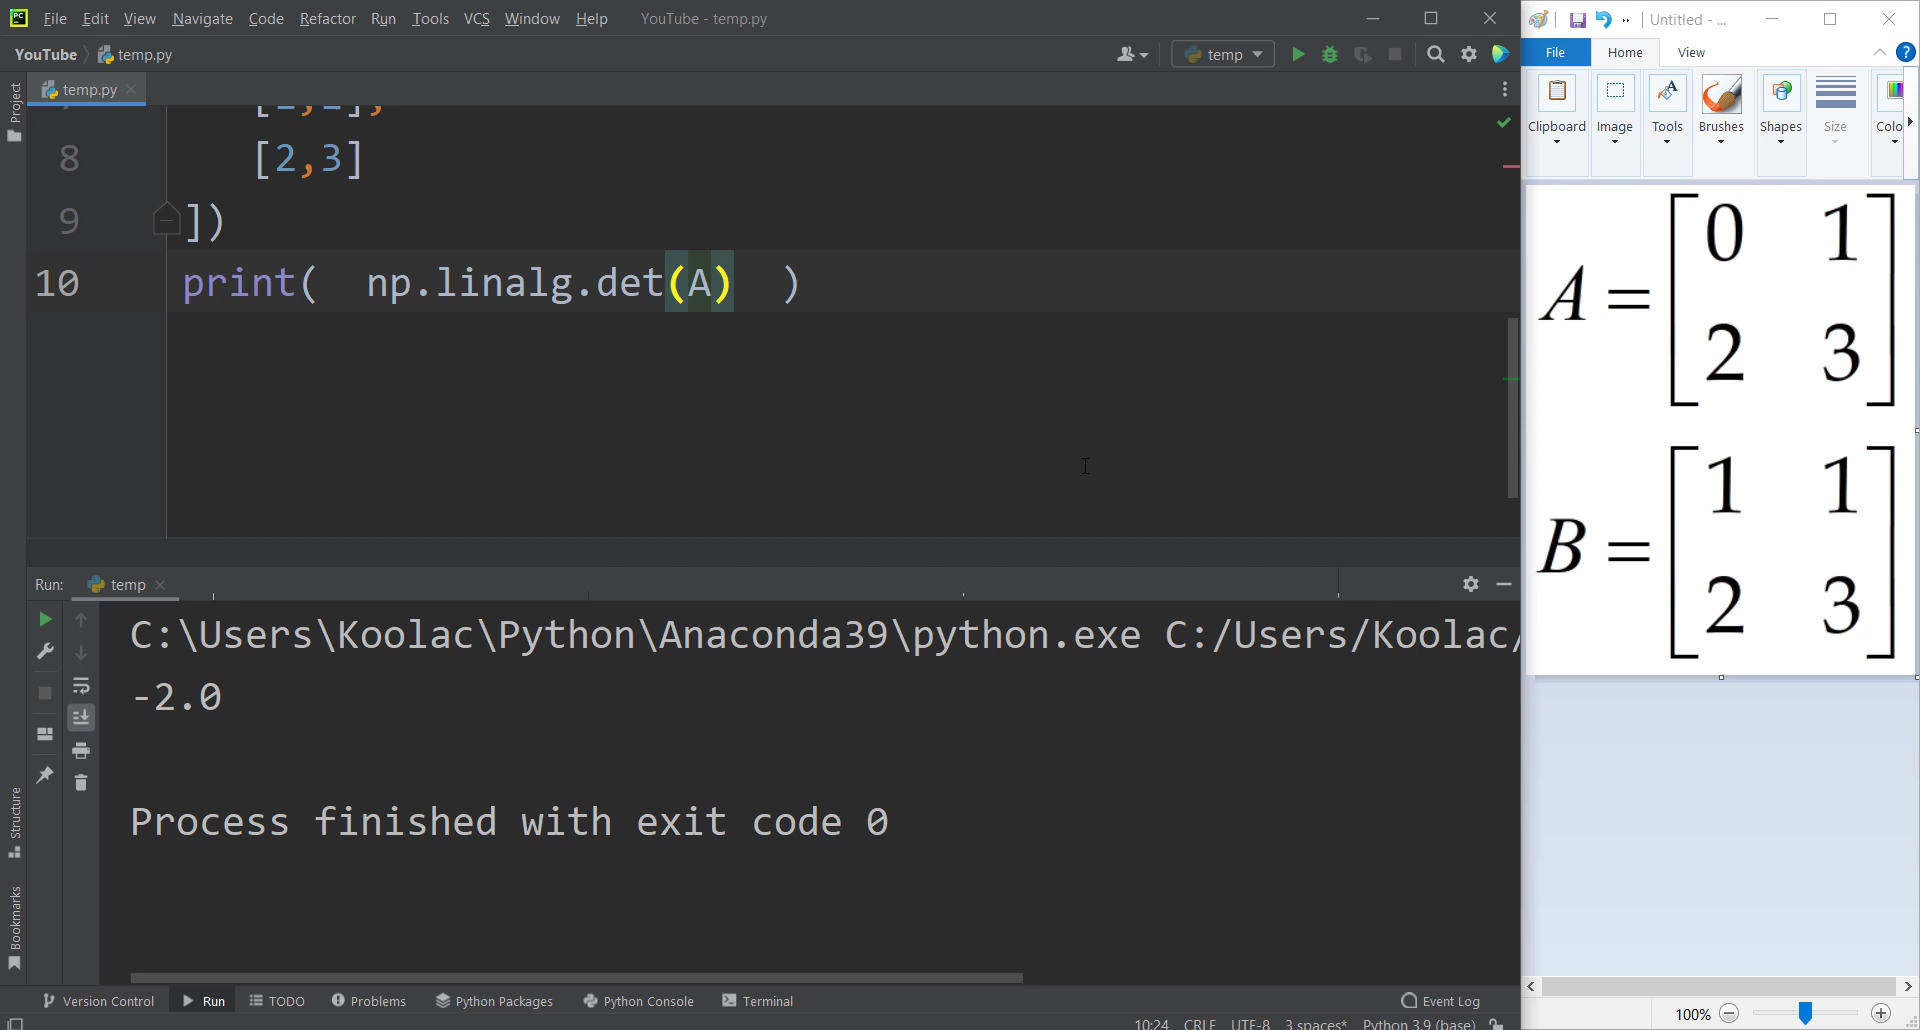 File Edit View Navigate Code Refactor Run Tools VCS Window Help YouTube - temp.py
YouTube temp.py
temp
Project
temp.py
8 [2,3]
9 ])
10 print( np.linalg.det(A) )
Run: temp
C:\Users\Koolac\Python\Anaconda39\python.exe C:/Users/Koolac/
-2.0
Process finished with exit code 0
Structure
Bookmarks
Version Control Run TODO Problems Python Packages Python Console Terminal Event Log
10:24 CRLF UTF-8 3 spaces* Python 3.9 (base)
Untitled - ...
File Home View
Clipboard Image Tools Brushes Shapes Size Colo
A = [0 1
2 3]
B = [1 1
2 3]
100%